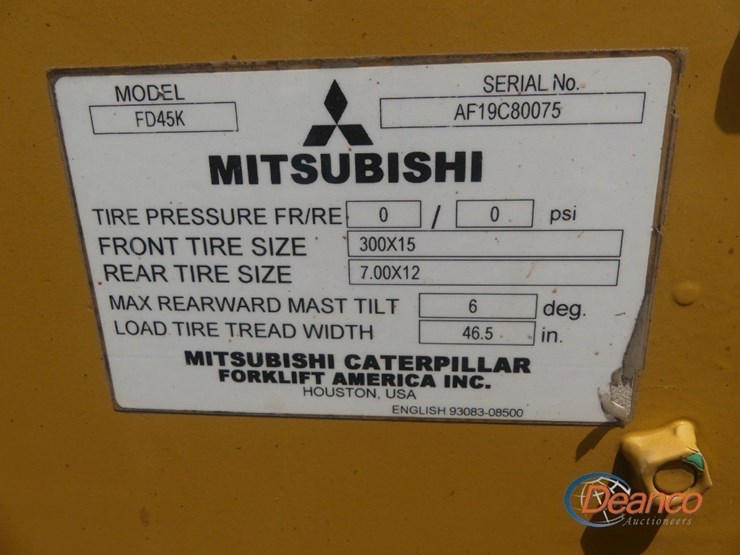 MODEL
FD45K
SERIAL No.
AF19C80075
MITSUBISHI
TIRE PRESSURE FR/RE 0 / 0 psi
FRONT TIRE SIZE 300X15
REAR TIRE SIZE 7.00X12
MAX REARWARD MAST TILT 6 deg.
LOAD TIRE TREAD WIDTH 46.5 in.
MITSUBISHI CATERPILLAR
FORKLIFT AMERICA INC.
HOUSTON, USA
ENGLISH 93083-08500
Deanco
Auctioneers